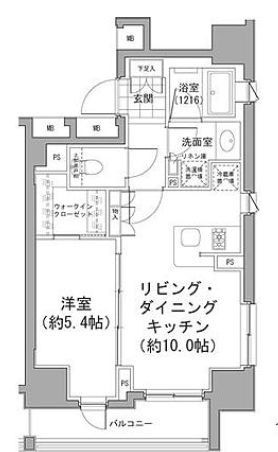 MB
下足入
浴室
(1216)
玄関
MB
MB
洗面室
リネン庫
PS
洗濯機
置場
冷蔵庫
置場
PS
ウォークイン
クローゼット
物入
PS
洋室
(約5.4帖)
リビング・
ダイニング
キッチン
(約10.0帖)
PS
バルコニー